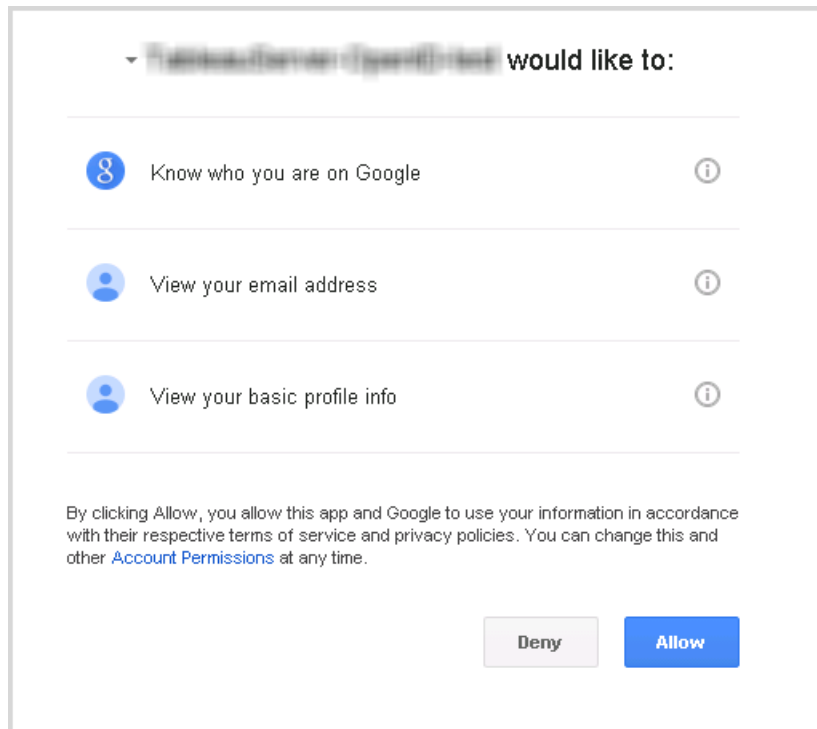 would like to:
g Know who you are on Google
View your email address
View your basic profile info
By clicking Allow, you allow this app and Google to use your information in accordance
with their respective terms of service and privacy policies. You can change this and
other Account Permissions at any time.
Deny Allow